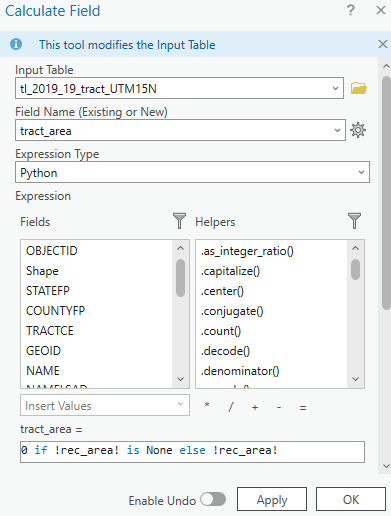 Calculate Field ? ×
This tool modifies the Input Table ×
Input Table
tl_2019_19_tract_UTM15N
Field Name (Existing or New)
tract_area
Expression Type
Python
Expression
Fields Helpers
OBJECTID .as_integer_ratio()
Shape .capitalize()
STATEFP .center()
COUNTYFP .conjugate()
TRACTCE .count()
GEOID .decode()
NAME .denominator()
NAMELSAD
Insert Values * / + - =
tract_area =
0 if !rec_area! is None else !rec_area!
Enable Undo Apply OK